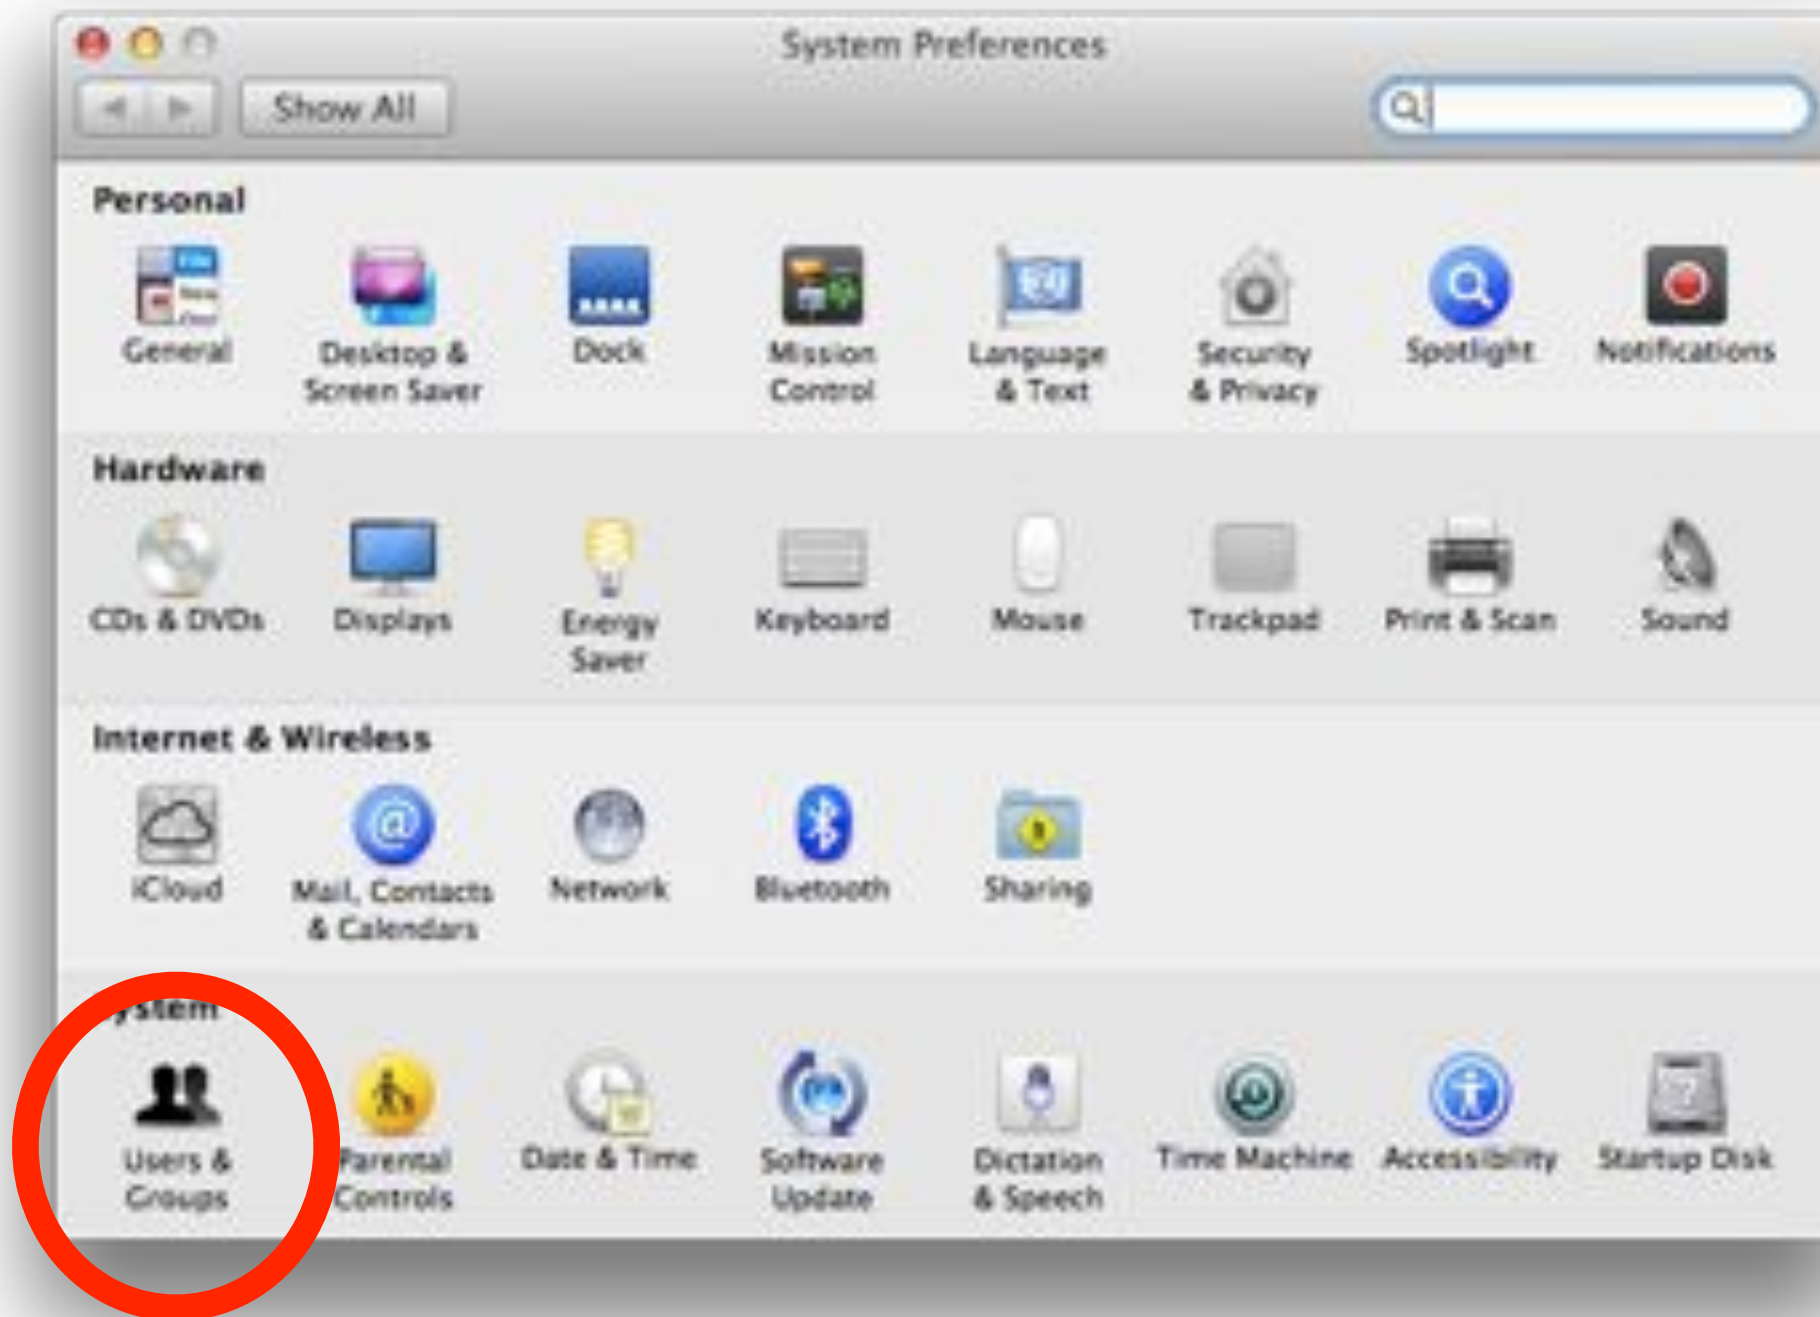 System Preferences
Show All
Personal
General
Desktop &
Screen Saver
Dock
Mission
Control
Language
& Text
Security
& Privacy
Spotlight
Notifications
Hardware
CDs & DVDs
Displays
Energy
Saver
Keyboard
Mouse
Trackpad
Print & Scan
Sound
Internet & Wireless
iCloud
Mail, Contacts
& Calendars
Network
Bluetooth
Sharing
ystem
Users &
Groups
Parental
Controls
Date & Time
Software
Update
Dictation
& Speech
Time Machine
Accessibility
Startup Disk